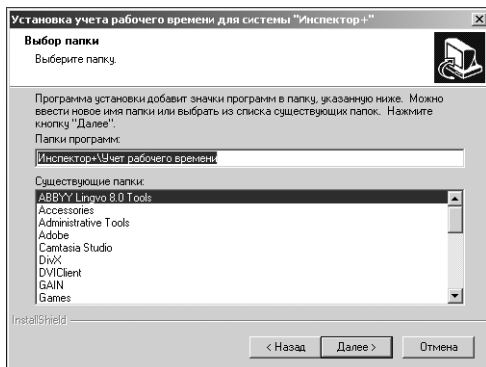 Установка учета рабочего времени для системы "Инспектор+"
Выбор папки
Выберите папку.
Программа установки добавит значки программ в папку, указанную ниже. Можно
ввести новое имя папки или выбрать из списка существующих папок. Нажмите
кнопку "Далее".
Папки программ:
Инспектор+\Учет рабочего времени
Существующие папки:
ABBYY Lingvo 8.0 Tools
Accessories
Administrative Tools
Adobe
Camtasia Studio
DivX
DVIClient
GAIN
Games
InstallShield
< Назад
Далее >
Отмена